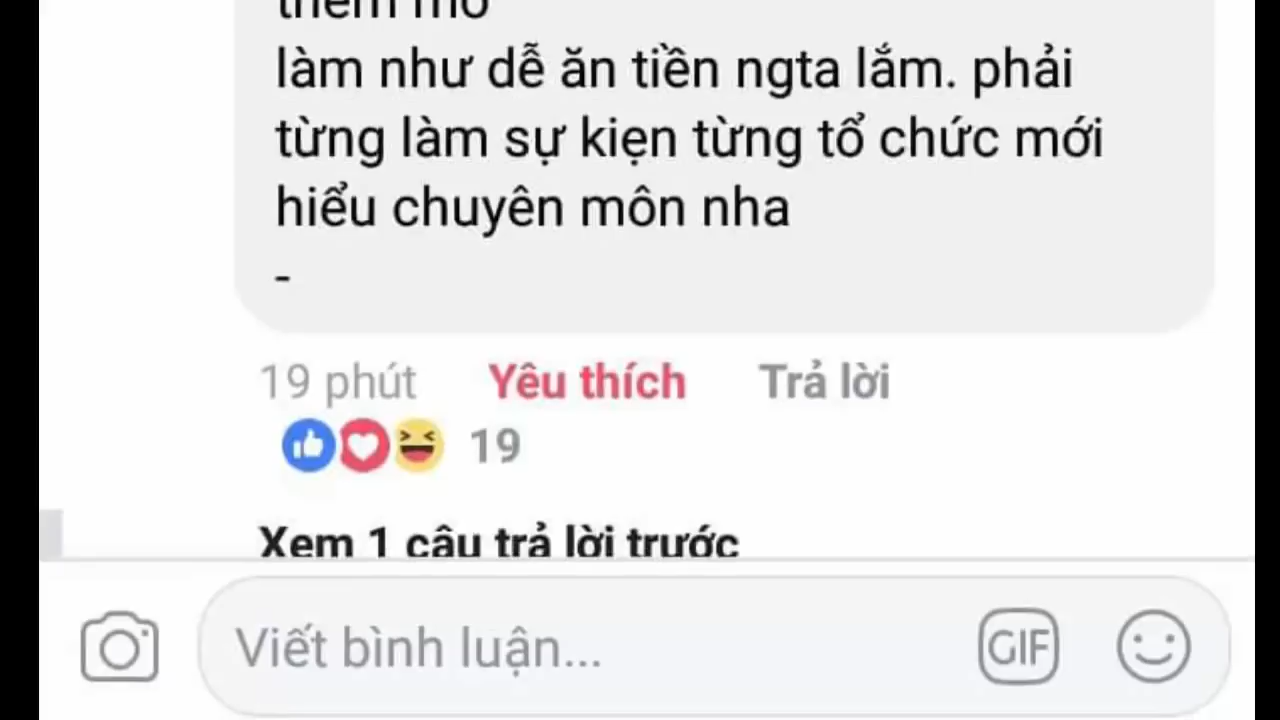 làm như dễ ăn tiền ngta lắm. phải
từng làm sự kiẹn từng tổ chức mới
hiểu chuyên môn nha
-
19 phút Yêu thích Trả lời
19
Xem 1 câu trả lời trước
Viết bình luận...
GIF